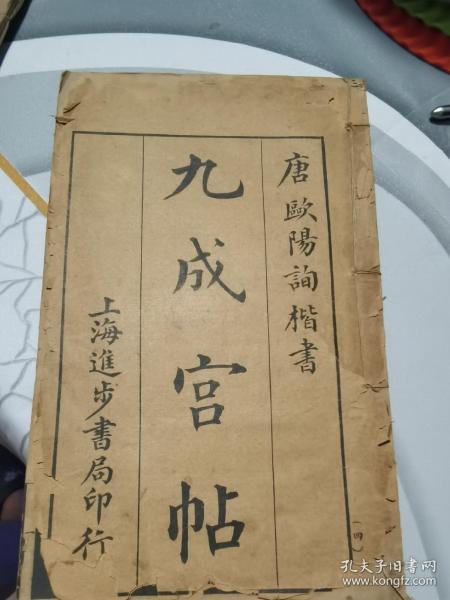 唐歐陽詢楷書
九成宮帖
上海進步書局印行
(四)
孔夫子旧书网
www.kongfz.com